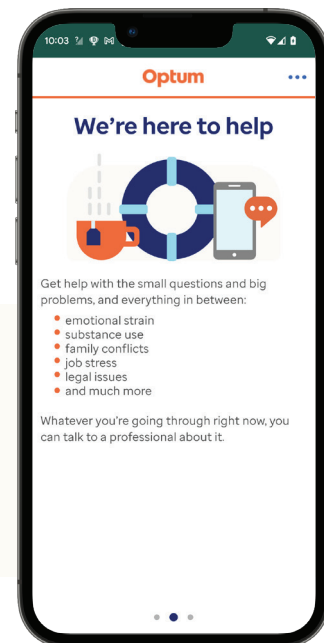 10:03
Optum
We're here to help
Get help with the small questions and big
problems, and everything in between:
emotional strain
substance use
family conflicts
job stress
legal issues
and much more
Whatever you're going through right now, you
can talk to a professional about it.